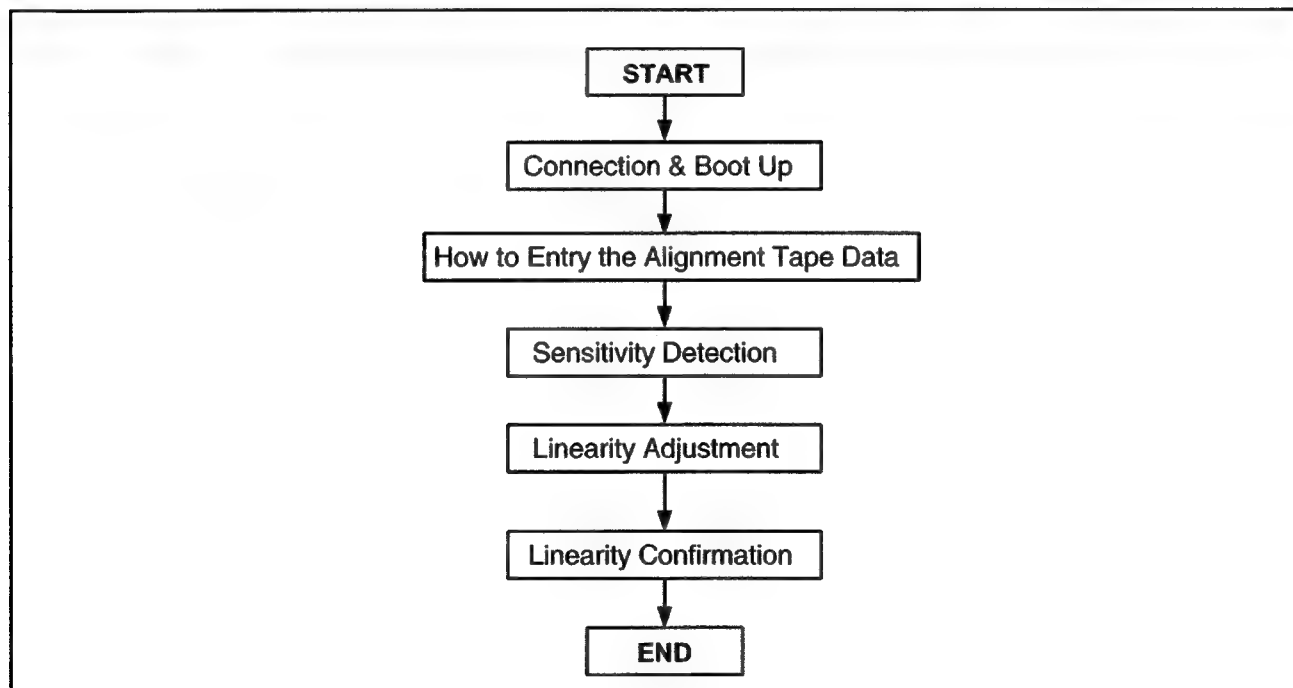 START
Connection & Boot Up
How to Entry the Alignment Tape Data
Sensitivity Detection
Linearity Adjustment
Linearity Confirmation
END